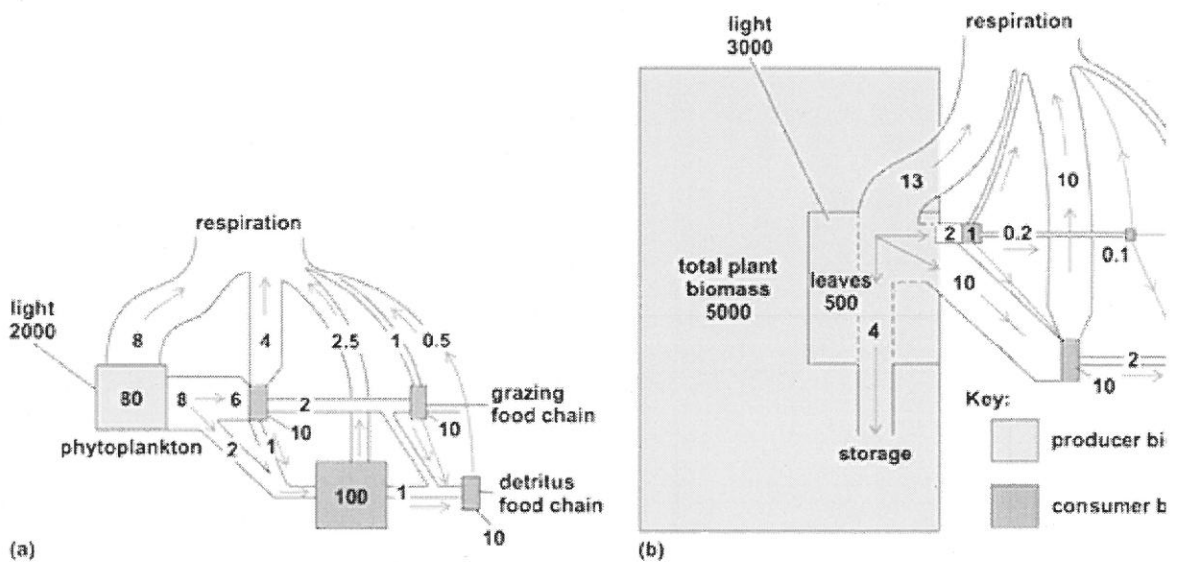 respiration
light
2000
8
4
2.5
1
0.5
80
8
6
2
grazing
food chain
phytoplankton
2
1
10
10
100
1
detritus
food chain
10
(a)
light
3000
respiration
13
10
2
1
0.2
0.1
total plant
biomass
5000
leaves
500
10
4
2
10
storage
Key:
producer bi
consumer b
(b)